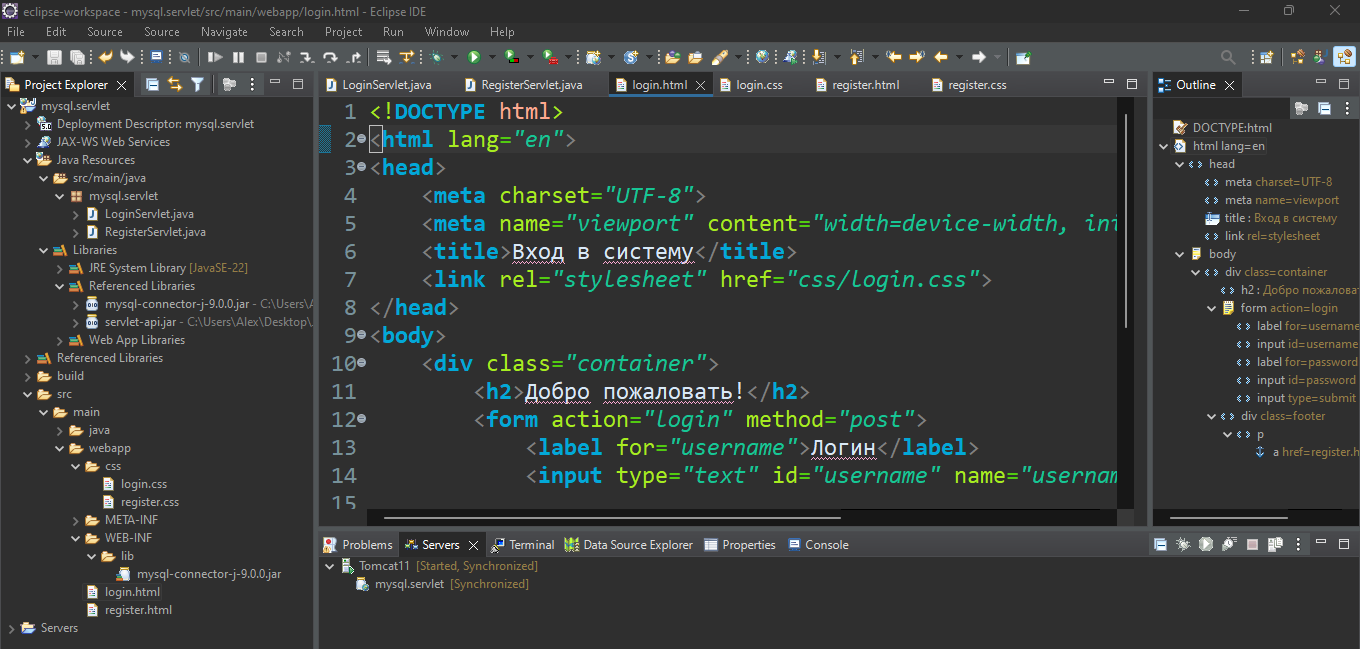 eclipse-workspace - mysql.servlet/src/main/webapp/login.html - Eclipse IDE
File Edit Source Source Navigate Search Project Run Window Help
Project Explorer
mysql.servlet
Deployment Descriptor: mysql.servlet
JAX-WS Web Services
Java Resources
src/main/java
mysql.servlet
LoginServlet.java
RegisterServlet.java
Libraries
JRE System Library [JavaSE-22]
Referenced Libraries
mysql-connector-j-9.0.0.jar - C:\Users\A
servlet-api.jar - C:\Users\Alex\Desktop\
Web App Libraries
Referenced Libraries
build
src
main
java
webapp
css
login.css
register.css
META-INF
WEB-INF
lib
mysql-connector-j-9.0.0.jar
login.html
register.html
Servers
LoginServlet.java RegisterServlet.java login.html login.css register.html register.css
1 <!DOCTYPE html>
2 <html lang="en">
3 <head>
4 <meta charset="UTF-8">
5 <meta name="viewport" content="width=device-width, ini
6 <title>Вход в систему</title>
7 <link rel="stylesheet" href="css/login.css">
8 </head>
9 <body>
10 <div class="container">
11 <h2>Добро пожаловать!</h2>
12 <form action="login" method="post">
13 <label for="username">Логин</label>
14 <input type="text" id="username" name="usernam
15
Outline
DOCTYPE:html
html lang=en
head
meta charset=UTF-8
meta name=viewport
title : Вход в систему
link rel=stylesheet
body
div class=container
h2 : Добро пожалова
form action=login
label for=username
input id=username
label for=password
input id=password
input type=submit
div class=footer
p
a href=register.h
Problems Servers Terminal Data Source Explorer Properties Console
Tomcat11 [Started, Synchronized]
mysql.servlet [Synchronized]